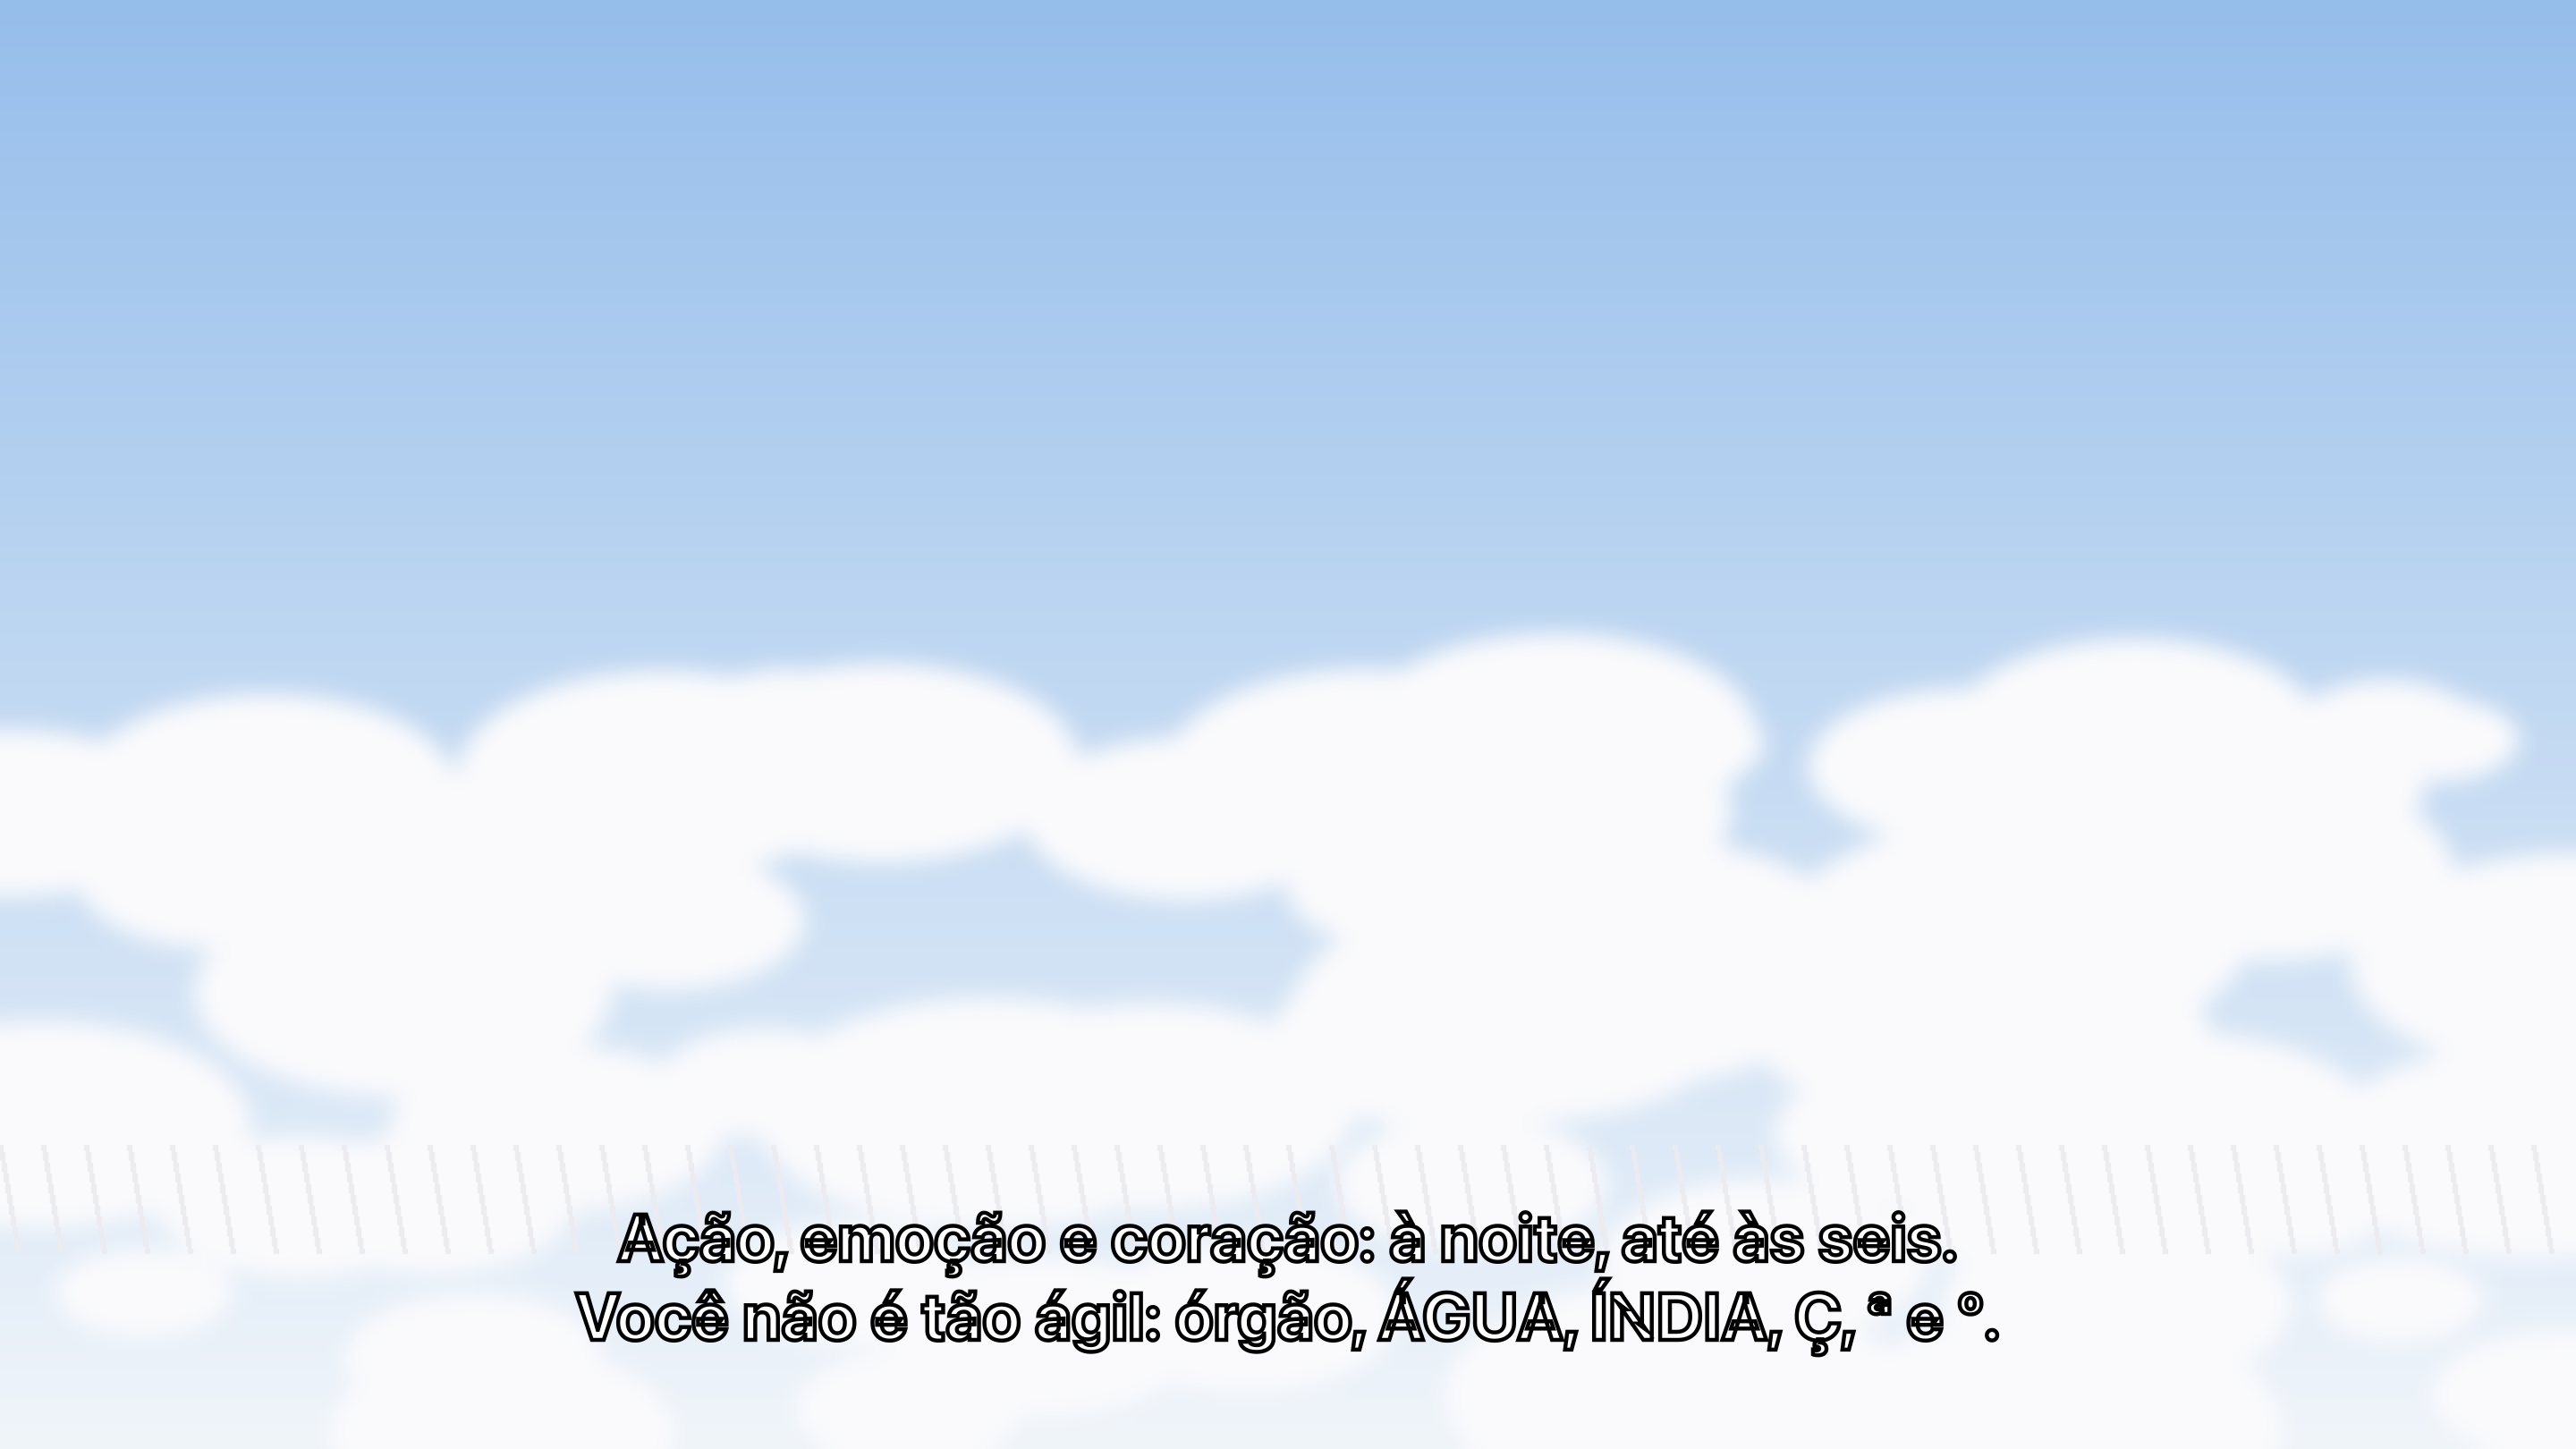 Ação, emoção e coração: à noite, até às seis.
Você não é tão ágil: órgão, ÁGUA, ÍNDIA, Ç, ª e º.